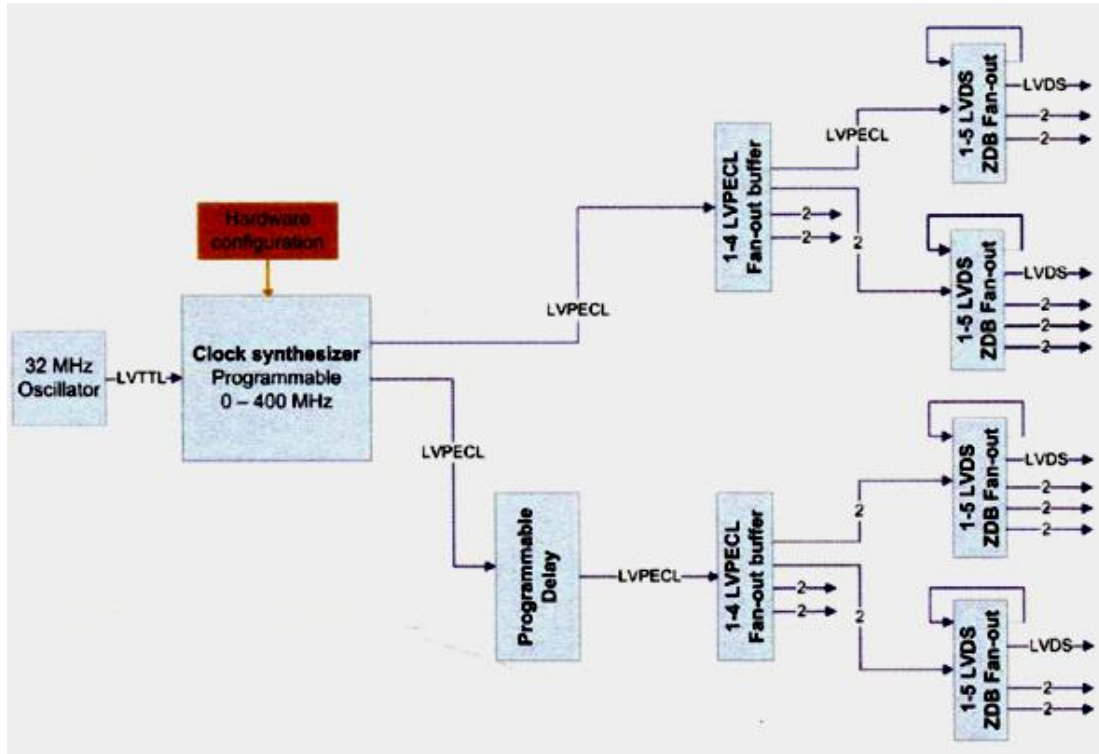 Hardware
configuration
32 MHz
Oscillator
LVTTL
Clock synthesizer
Programmable
0 – 400 MHz
LVPECL
LVPECL
Programmable
Delay
LVPECL
1-4 LVPECL
Fan-out buffer
2
2
LVPECL
2
1-4 LVPECL
Fan-out buffer
2
2
2
2
1-5 LVDS
ZDB Fan-out
LVDS
2
2
1-5 LVDS
ZDB Fan-out
LVDS
2
2
2
1-5 LVDS
ZDB Fan-out
LVDS
2
2
2
1-5 LVDS
ZDB Fan-out
LVDS
2
2